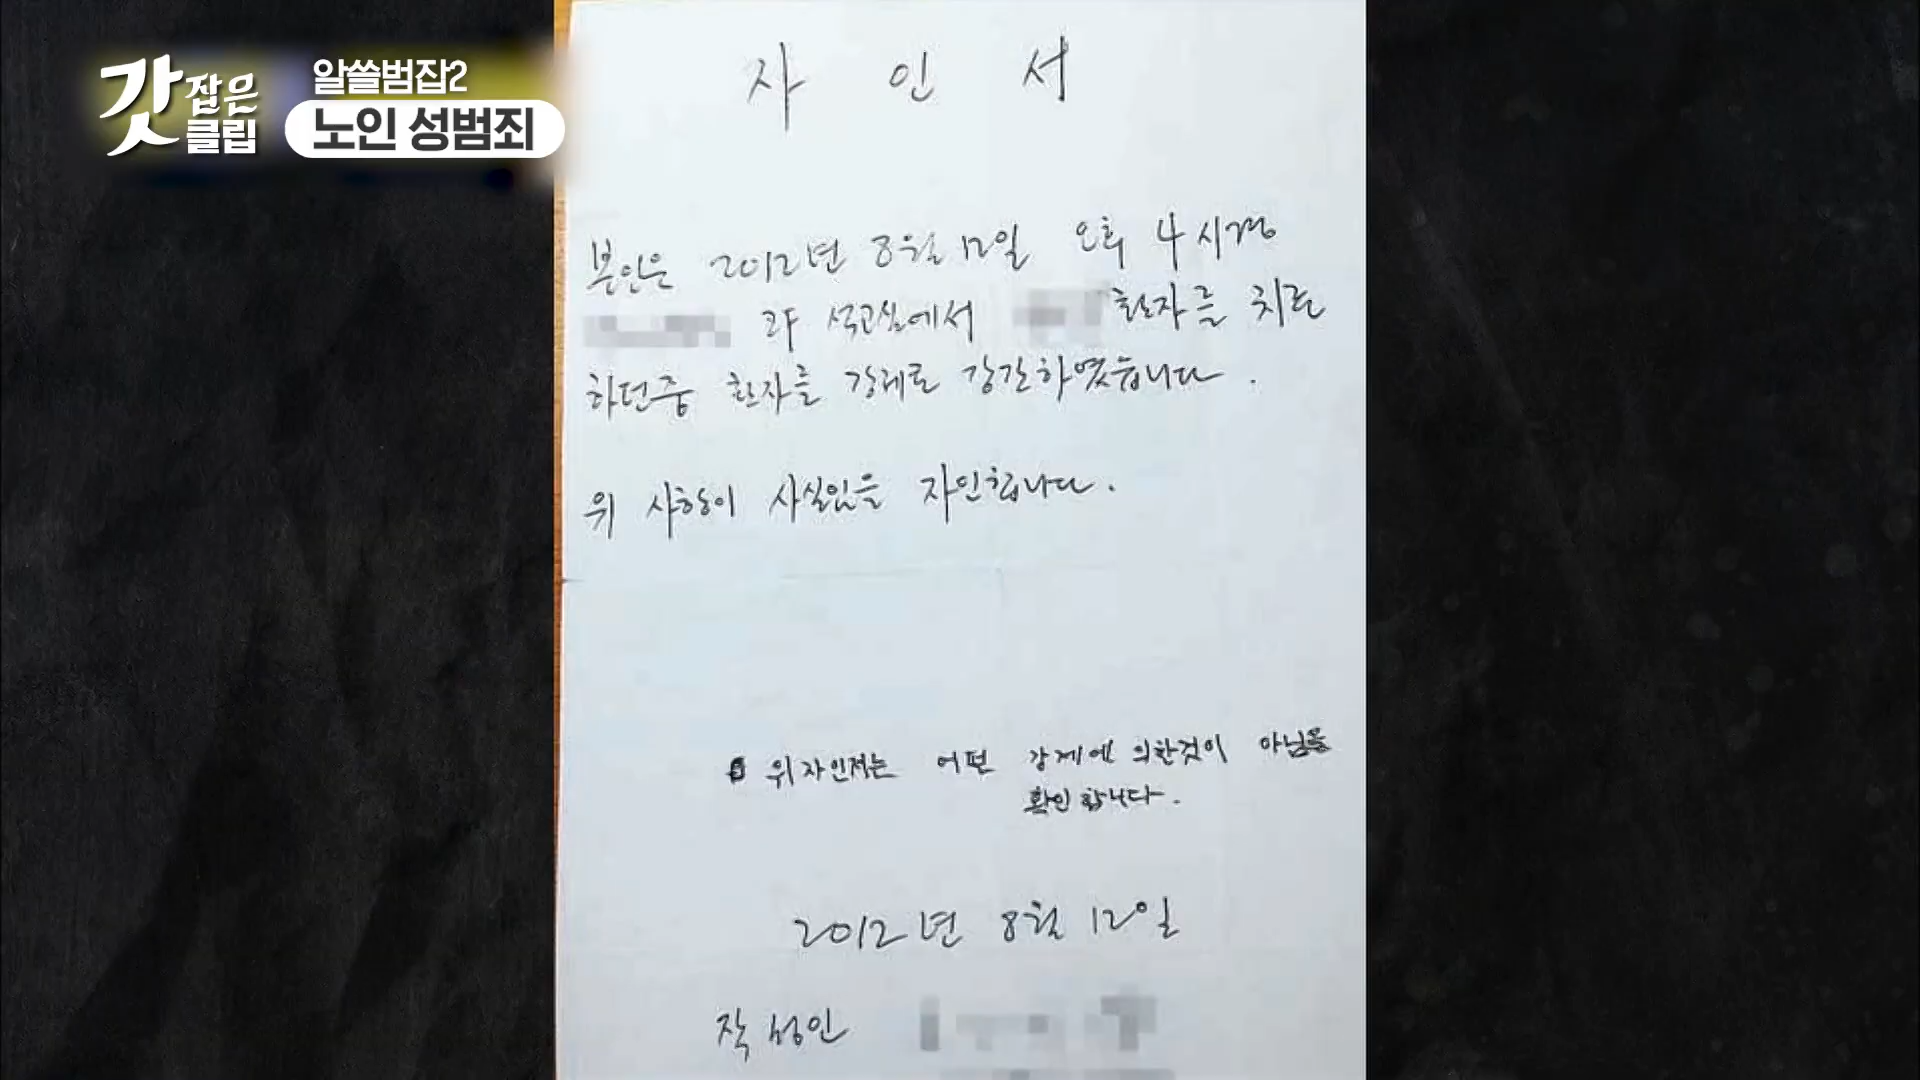 갓 잡은 클립
알쓸범잡2
노인 성범죄
자 인 서
본인은 2012년 8월 12일 오후 4시경
과 석고실에서 환자를 치료
하던중 환자를 강제로 강간하였습니다.
위 사항이 사실임을 자인합니다.
위 자인서는 어떤 강제에 의한것이 아님을
확인 합니다.
2012년 8월 12일
작성인